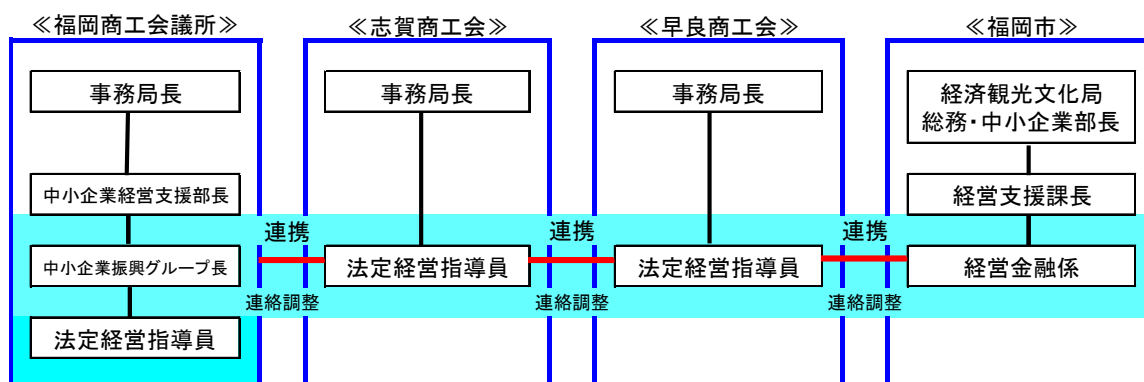 ≪福岡商工会議所≫
事務局長
中小企業経営支援部長
中小企業振興グループ長
法定経営指導員
≪志賀商工会≫
事務局長
法定経営指導員
≪早良商工会≫
事務局長
法定経営指導員
≪福岡市≫
経済観光文化局
総務・中小企業部長
経営支援課長
経営金融係
連携
連絡調整
連携
連絡調整
連携
連絡調整